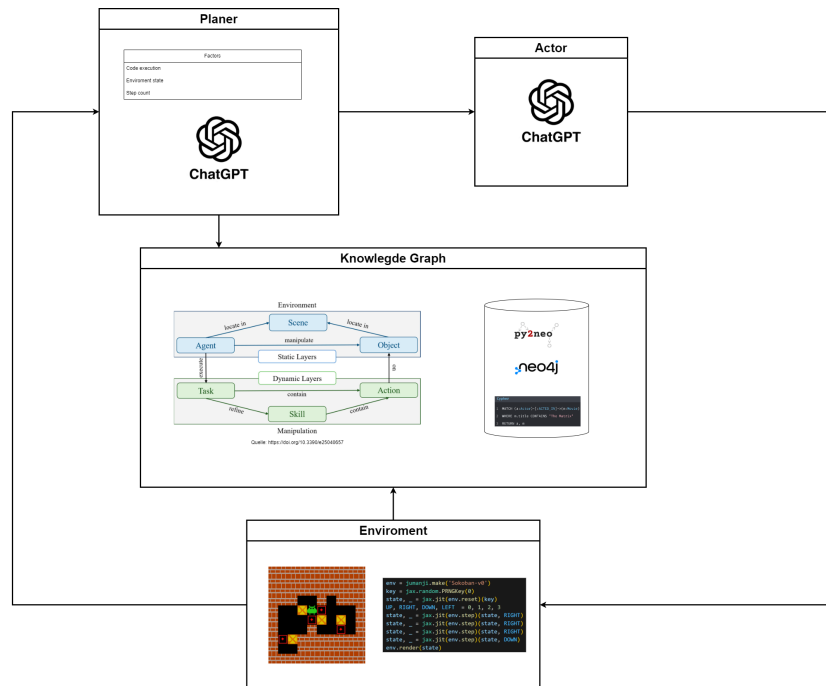 Planer
Factors
Code execution
Enviroment state
Step count
ChatGPT
Actor
ChatGPT
Knowlegde Graph
Environment
Scene
locate in
locate in
Agent
manipulate
Object
Static Layers
execute
on
Dynamic Layers
Task
contain
Action
refine
contain
Skill
Manipulation
Quelle: https://doi.org/10.3390/e25040657
py2neo
neo4j
Enviroment
env = jumanji.make('Sokoban-v0')
key = jax.random.PRNGKey(0)
state, _ = jax.jit(env.reset)(key)
UP, RIGHT, DOWN, LEFT = 0, 1, 2, 3
state, _ = jax.jit(env.step)(state, RIGHT)
state, _ = jax.jit(env.step)(state, RIGHT)
state, _ = jax.jit(env.step)(state, RIGHT)
state, _ = jax.jit(env.step)(state, DOWN)
env.render(state)